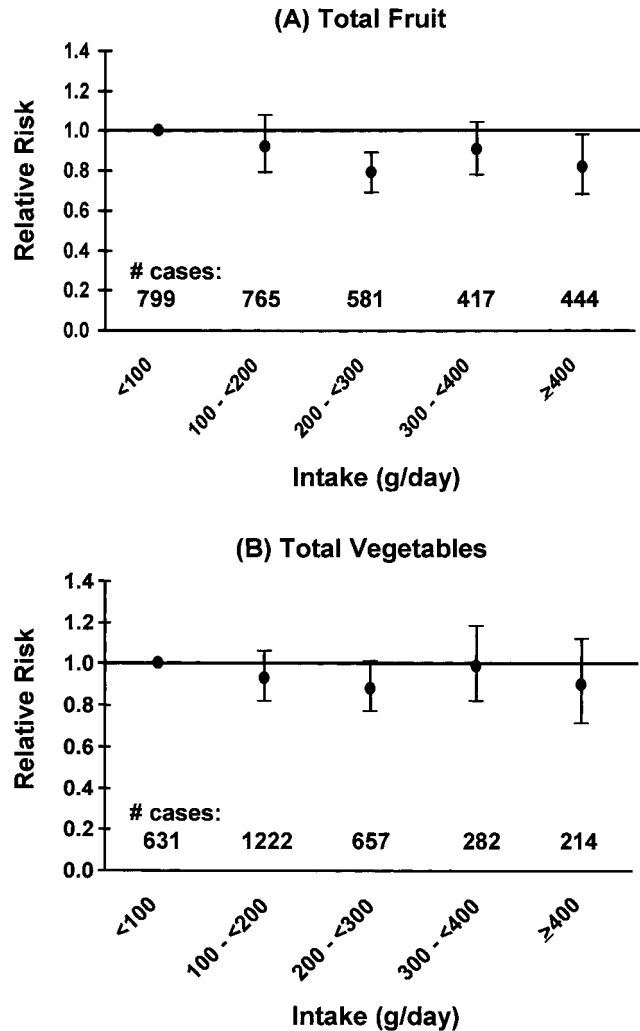 (A) Total Fruit
1.4
1.2
1.0
0.8
0.6
0.4
0.2
0.0
Relative Risk
# cases:
799 765 581 417 444
<100 100 - <200 200 - <300 300 - <400 ≥400
Intake (g/day)
(B) Total Vegetables
1.4
1.2
1.0
0.8
0.6
0.4
0.2
0.0
Relative Risk
# cases:
631 1222 657 282 214
<100 100 - <200 200 - <300 300 - <400 ≥400
Intake (g/day)